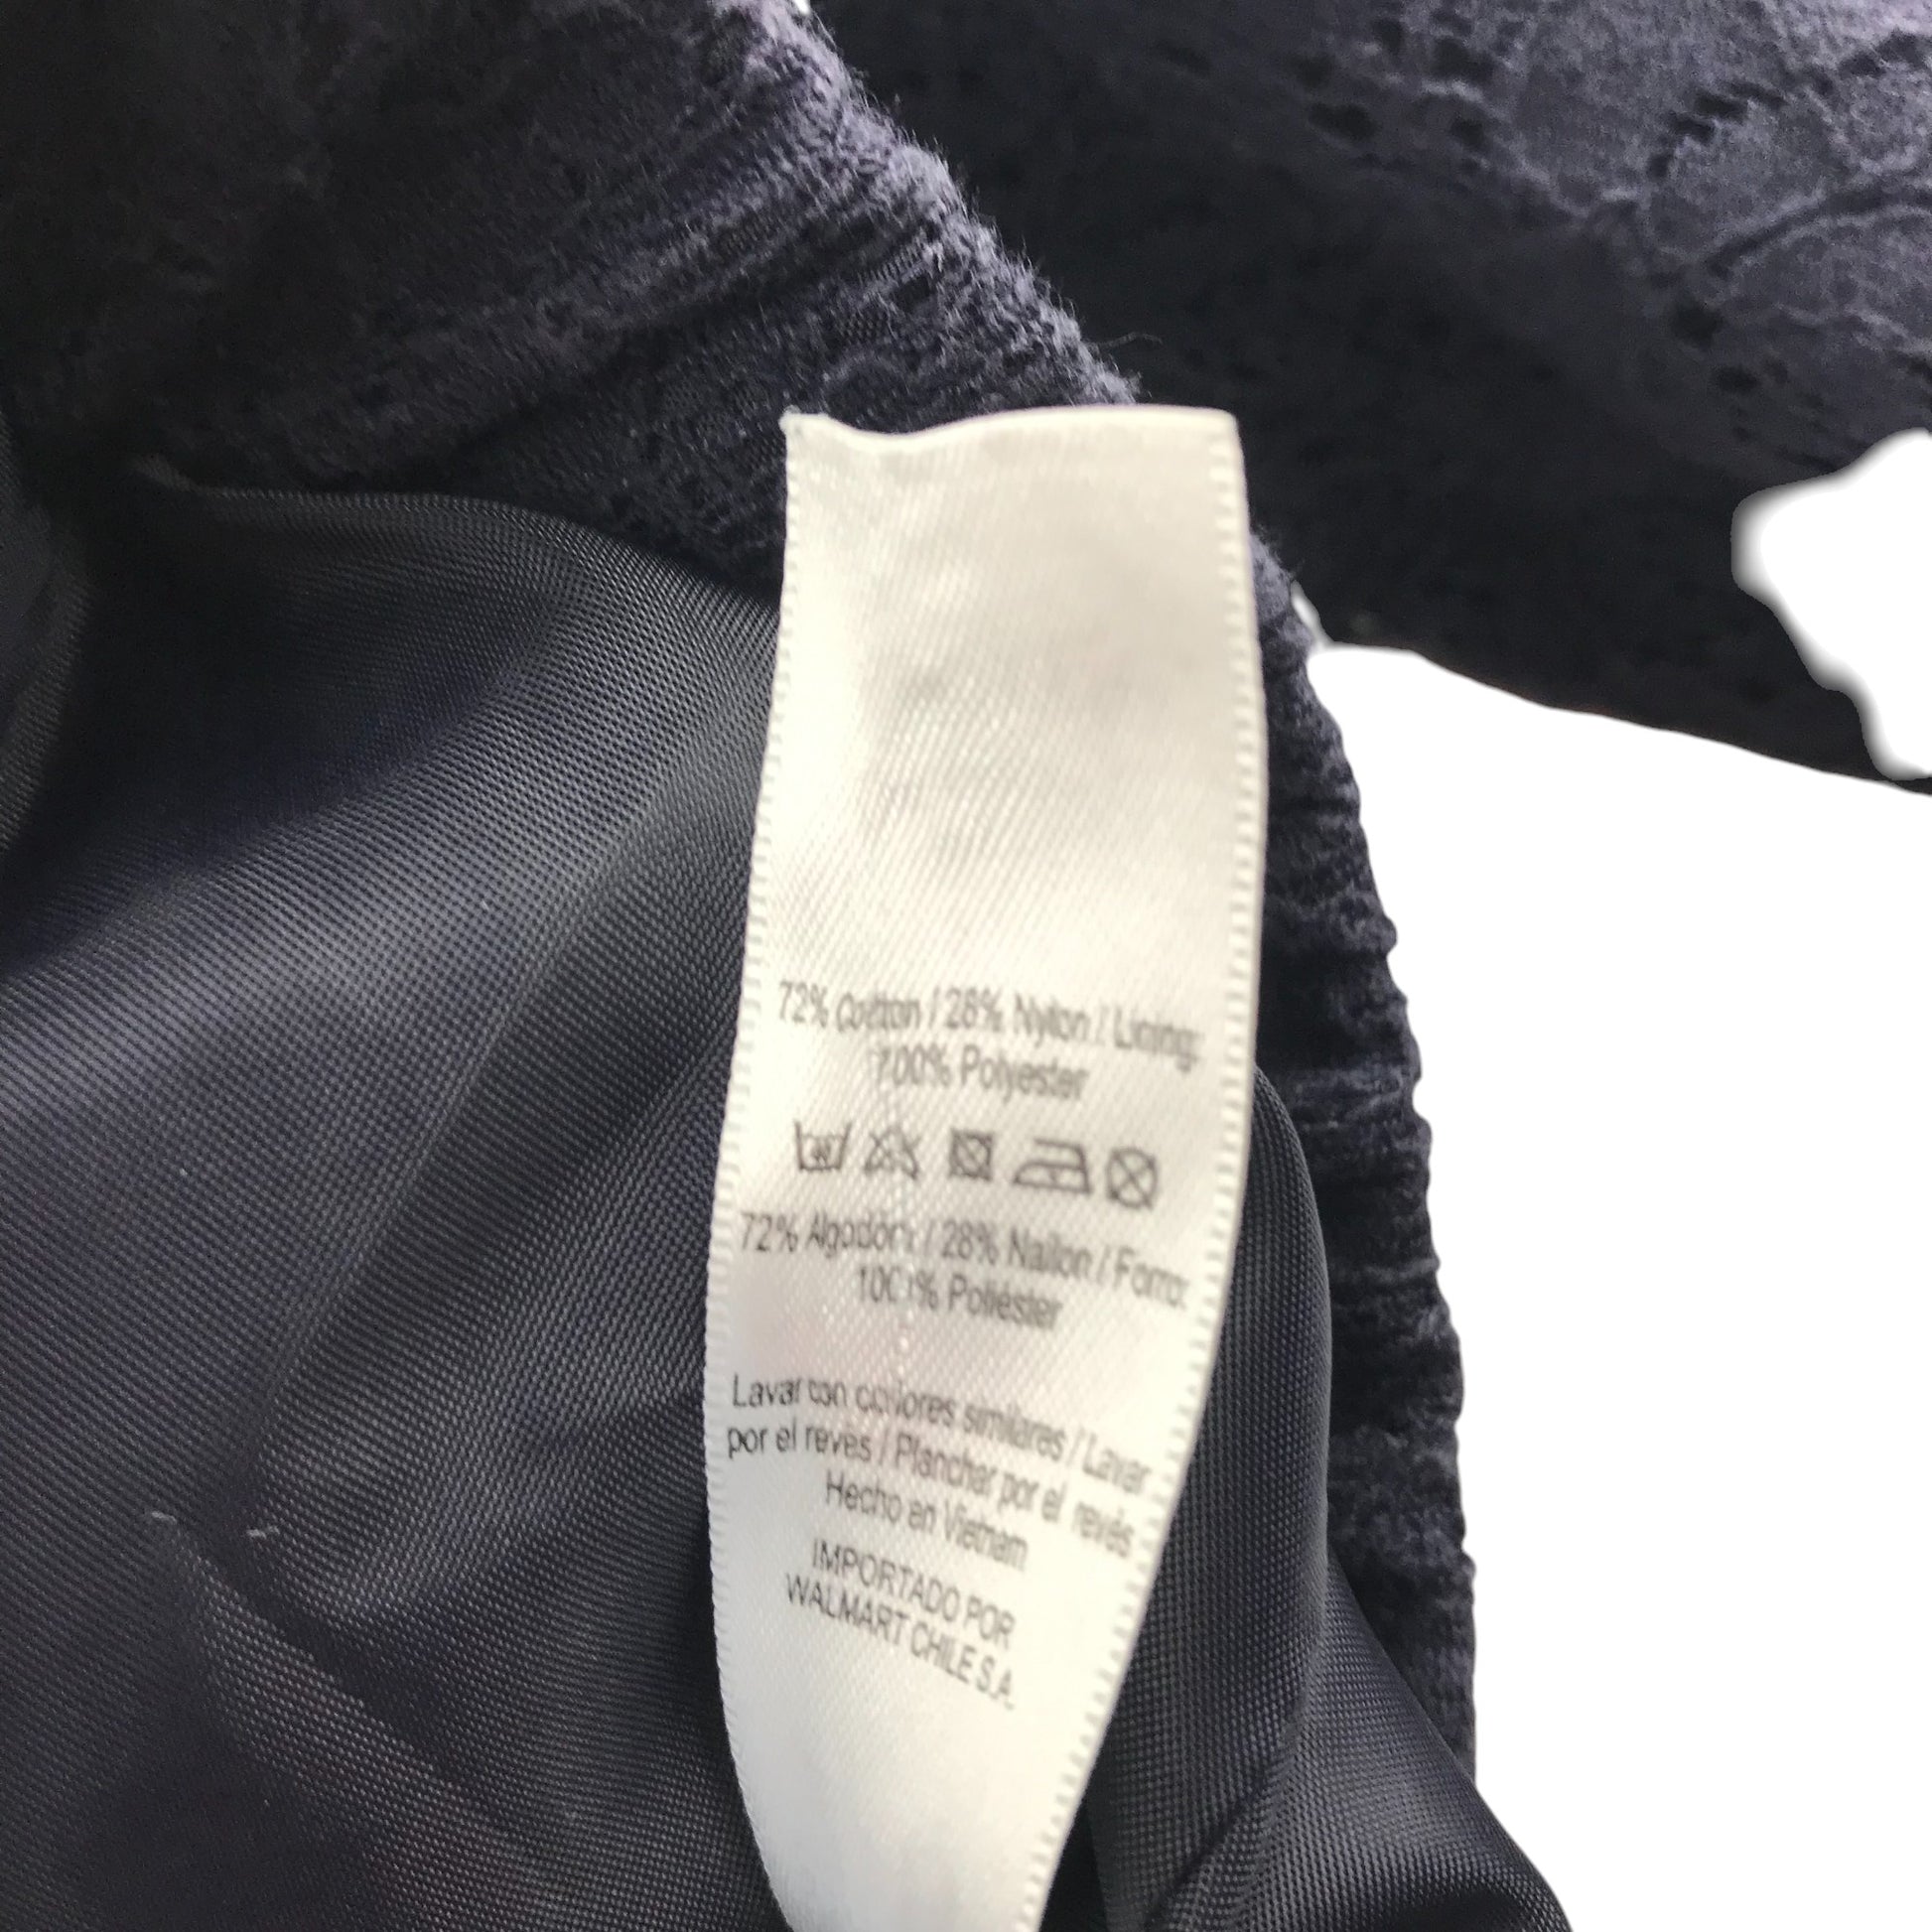 72% Cotton / 28% Nylon / Lining:
100% Polyester
72% Algodón / 28% Nailon / Forro:
100% Poliéster
Lavar con collores similares / Lavar
por el revés / Planchar por el revés
Hecho en Vietnam
IMPORTADO POR
WALMART CHILE S.A.